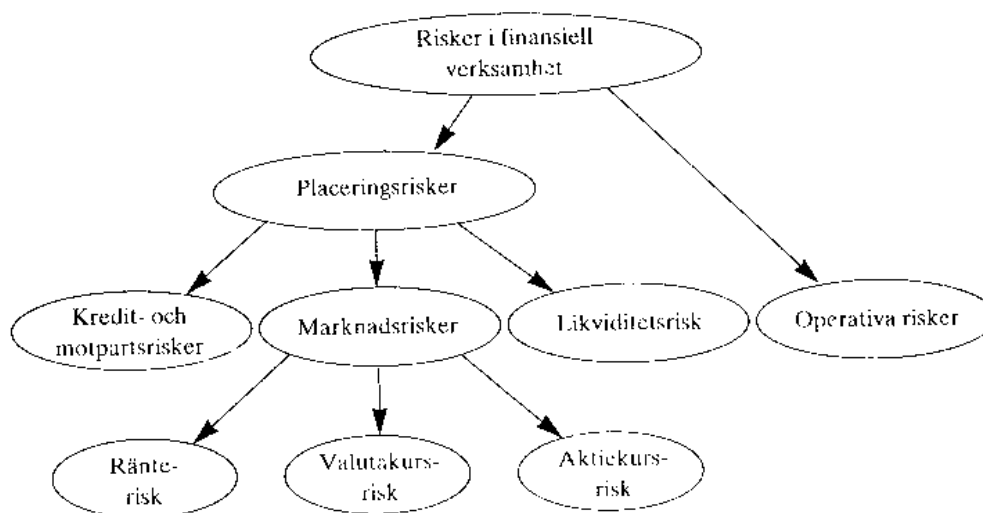 Risker i finansiell
verksamhet
Placeringsrisker
Kredit- och
motpartsrisker
Marknadsrisker
Likviditetsrisk
Operativa risker
Ränte-
risk
Valutakurs-
risk
Aktiekurs-
risk